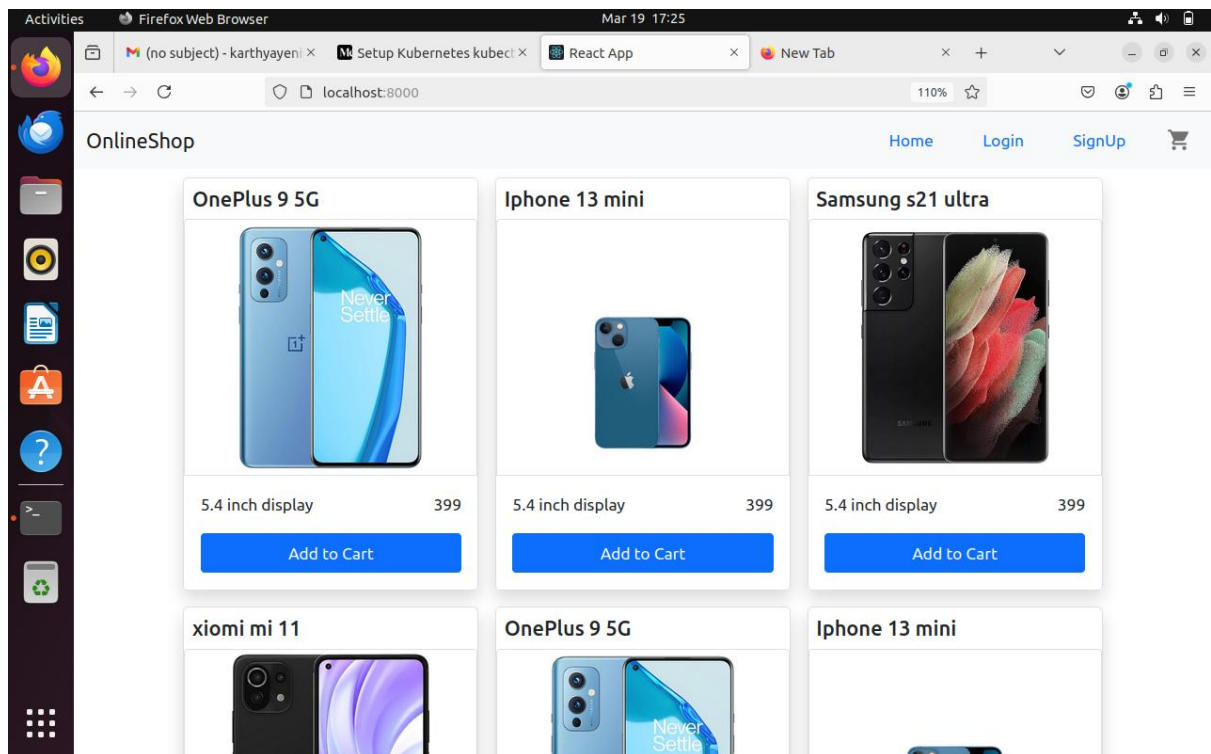 Activities Firefox Web Browser Mar 19 17:25
(no subject) - karthyayeni Setup Kubernetes kubect React App New Tab
localhost:8000 110%
OnlineShop Home Login SignUp
OnePlus 9 5G Iphone 13 mini Samsung s21 ultra
Never
Settle
SAMSUNG
5.4 inch display 399 5.4 inch display 399 5.4 inch display 399
Add to Cart Add to Cart Add to Cart
xiomi mi 11 OnePlus 9 5G Iphone 13 mini
Never
Settle